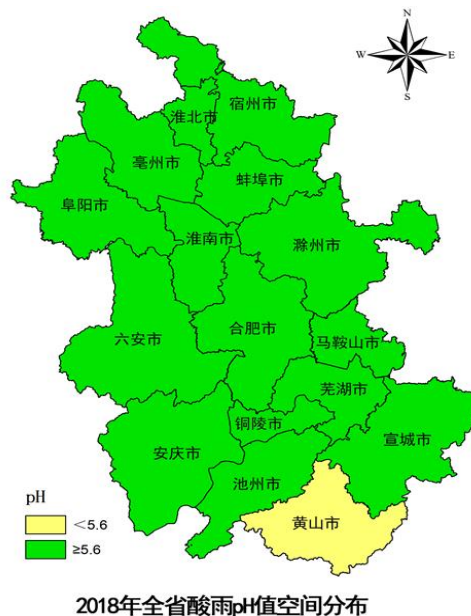 N
W E
S
淮北市
宿州市
亳州市
蚌埠市
阜阳市
淮南市
滁州市
六安市
合肥市
马鞍山市
芜湖市
铜陵市
宣城市
安庆市
池州市
黄山市
pH
<5.6
≥5.6
2018年全省酸雨pH值空间分布